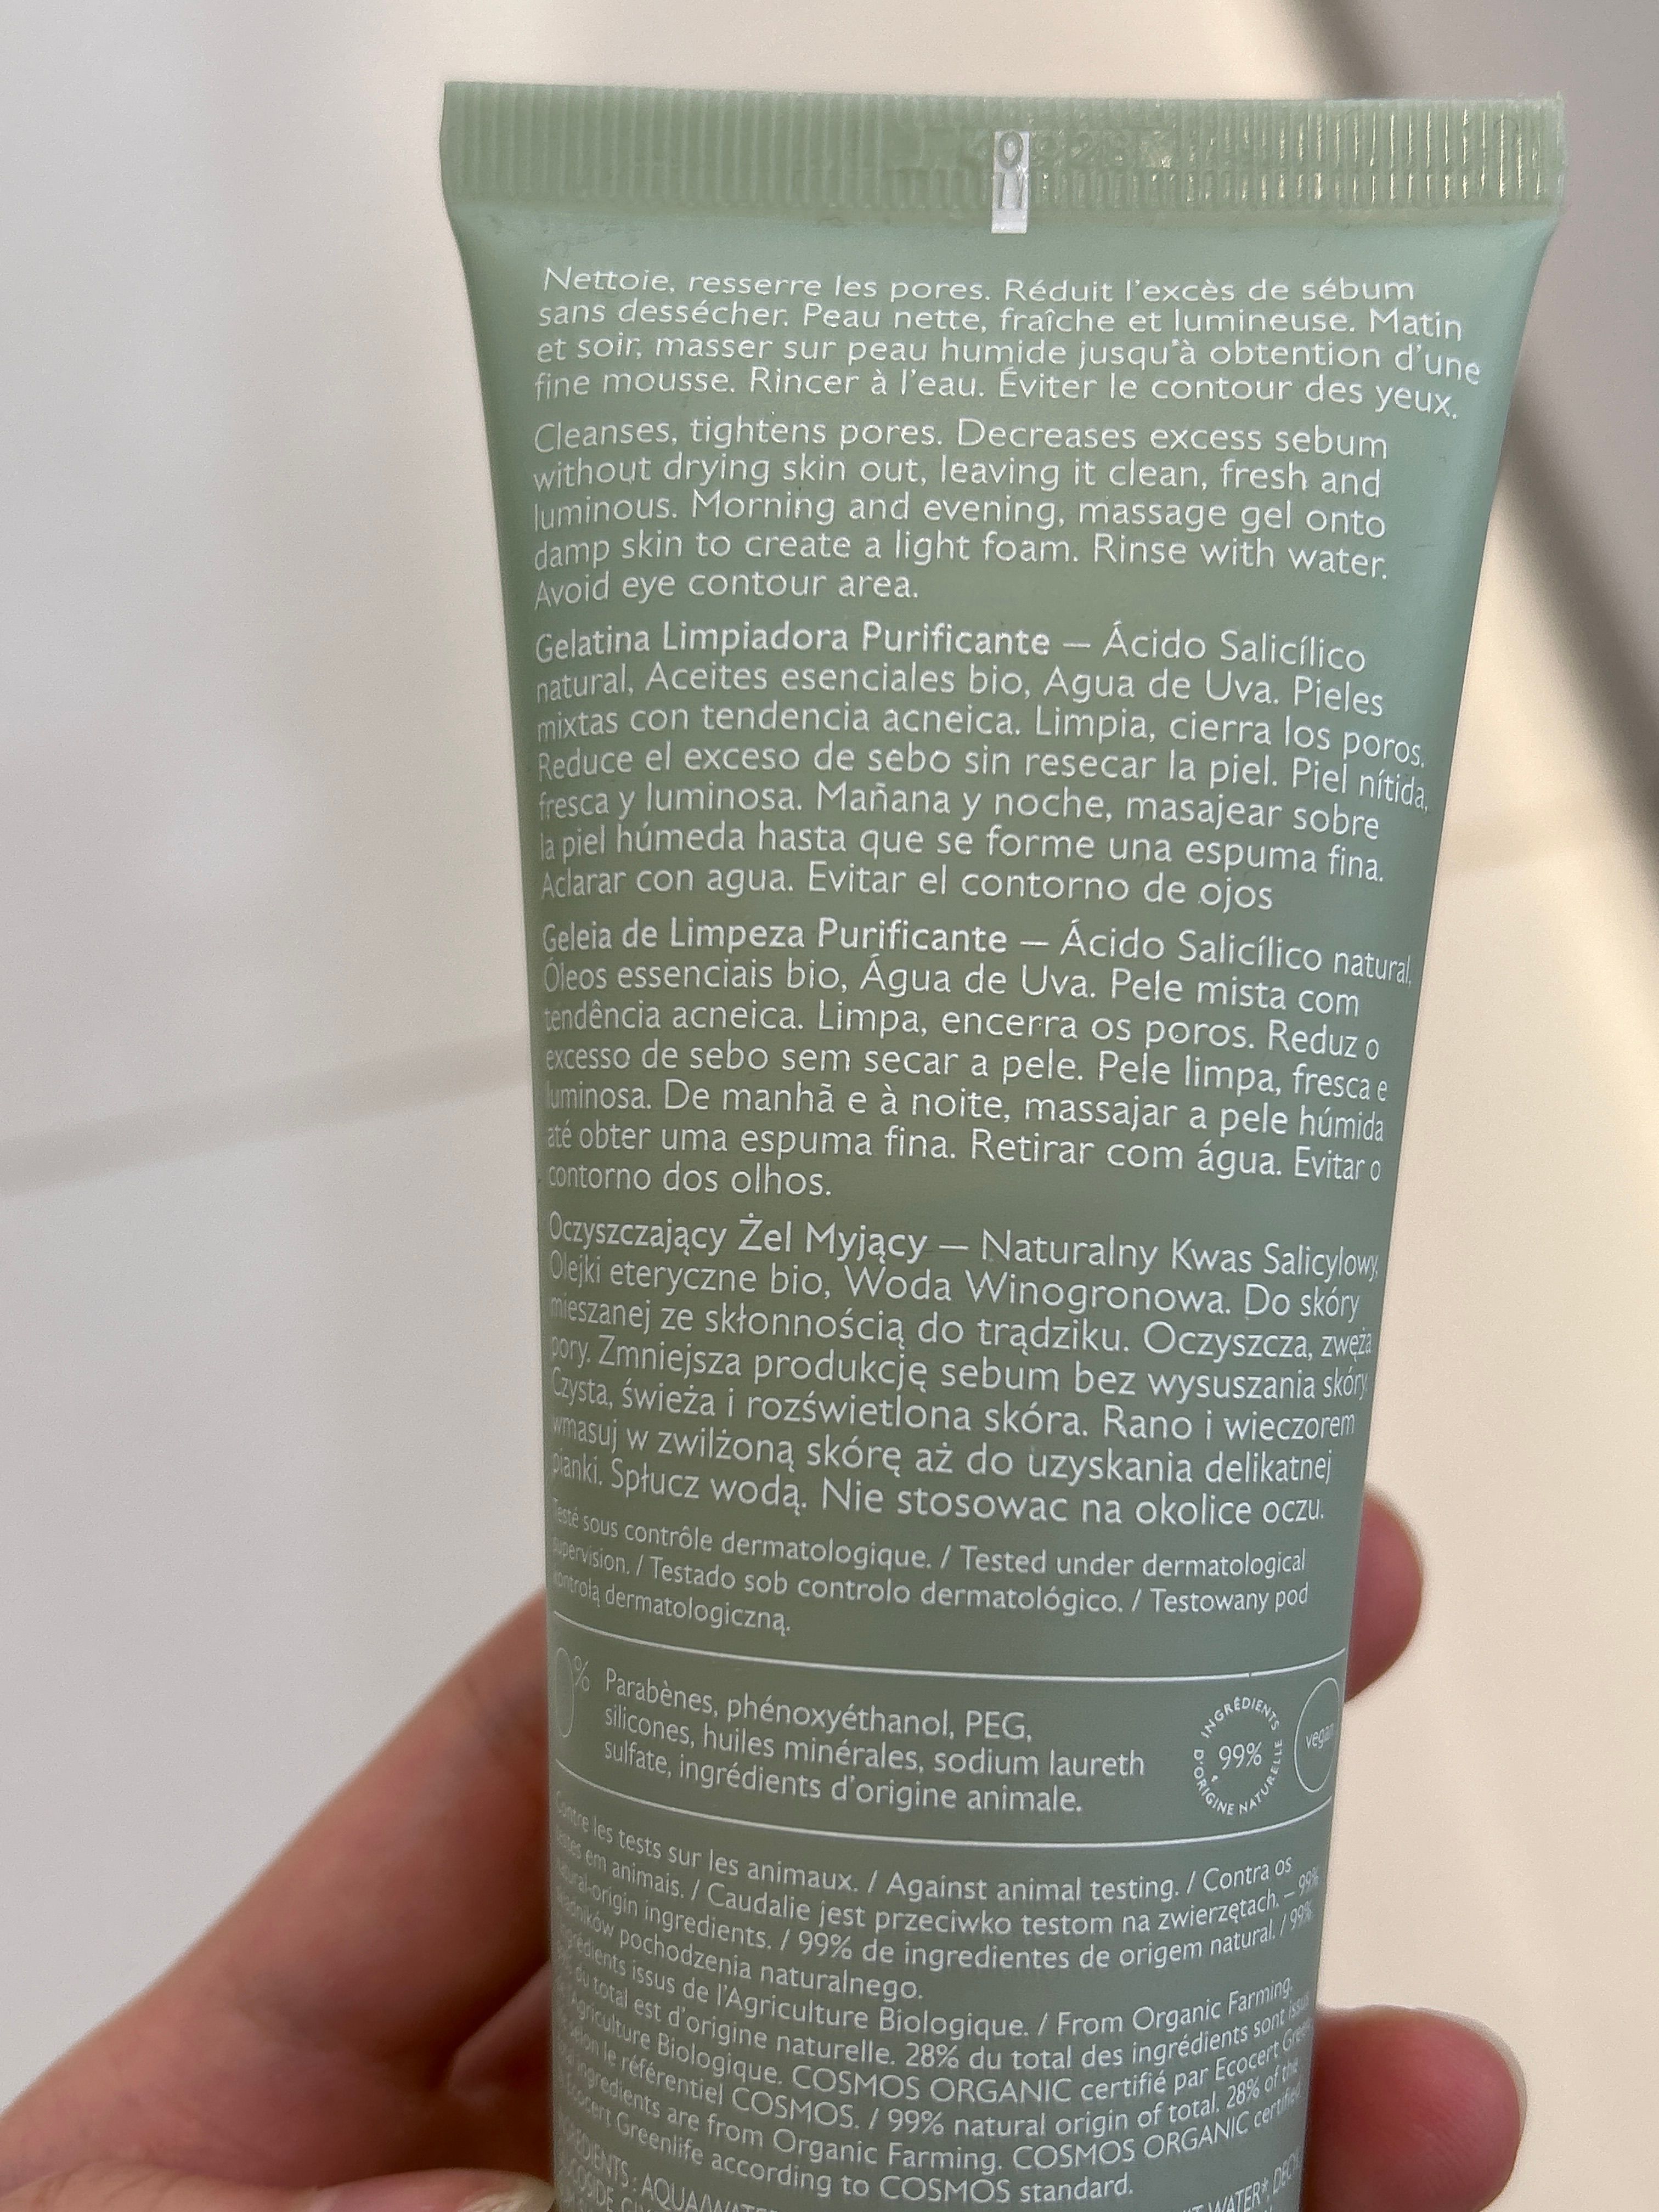 Nettoie, resserre les pores. Réduit l'excès de sébum
sans dessécher. Peau nette, fraîche et lumineuse. Matin
et soir, masser sur peau humide jusqu'à obtention d'une
fine mousse. Rincer à l'eau. Éviter le contour des yeux.
Cleanses, tightens pores. Decreases excess sebum
without drying skin out, leaving it clean, fresh and
luminous. Morning and evening, massage gel onto
damp skin to create a light foam. Rinse with water.
Avoid eye contour area.
Gelatina Limpiadora Purificante — Ácido Salicílico
natural, Aceites esenciales bio, Agua de Uva. Pieles
mixtas con tendencia acneica. Limpia, cierra los poros.
Reduce el exceso de sebo sin resecar la piel. Piel nítida,
fresca y luminosa. Mañana y noche, masajear sobre
la piel húmeda hasta que se forme una espuma fina.
Aclarar con agua. Evitar el contorno de ojos
Geleia de Limpeza Purificante — Ácido Salicílico natural,
Óleos essenciais bio, Água de Uva. Pele mista com
tendência acneica. Limpa, encerra os poros. Reduz o
excesso de sebo sem secar a pele. Pele limpa, fresca e
luminosa. De manhã e à noite, massajar a pele húmida
até obter uma espuma fina. Retirar com água. Evitar o
contorno dos olhos.
Oczyszczający Żel Myjący — Naturalny Kwas Salicylowy,
Olejki eteryczne bio, Woda Winogronowa. Do skóry
mieszanej ze skłonnością do trądziku. Oczyszcza, zwęża
pory. Zmniejsza produkcję sebum bez wysuszania skóry.
Czysta, świeża i rozświetlona skóra. Rano i wieczorem
wmasuj w zwilżoną skórę aż do uzyskania delikatnej
pianki. Spłucz wodą. Nie stosowac na okolice oczu.
Testé sous contrôle dermatologique. / Tested under dermatological
supervision. / Testado sob controlo dermatológico. / Testowany pod
kontrolą dermatologiczną.
0% Parabènes, phénoxyéthanol, PEG,
silicones, huiles minérales, sodium laureth
sulfate, ingrédients d'origine animale.
99%
INGRÉDIENTS D'ORIGINE NATURELLE
vegan
Contre les tests sur les animaux. / Against animal testing. / Contra os
testes em animais. / Caudalie jest przeciwko testom na zwierzętach. – 99%
natural-origin ingredients. / 99% de ingredientes de origem natural. / 99%
składników pochodzenia naturalnego.
Ingrédients issus de l'Agriculture Biologique. / From Organic Farming.
du total est d'origine naturelle. 28% du total des ingrédients sont issus
de l'Agriculture Biologique. COSMOS ORGANIC certifié par Ecocert
selon le référentiel COSMOS. / 99% natural origin of total. 28% of the
ingredients are from Organic Farming. COSMOS ORGANIC certified
Ecocert Greenlife according to COSMOS standard.
INGREDIENTS : WATER*